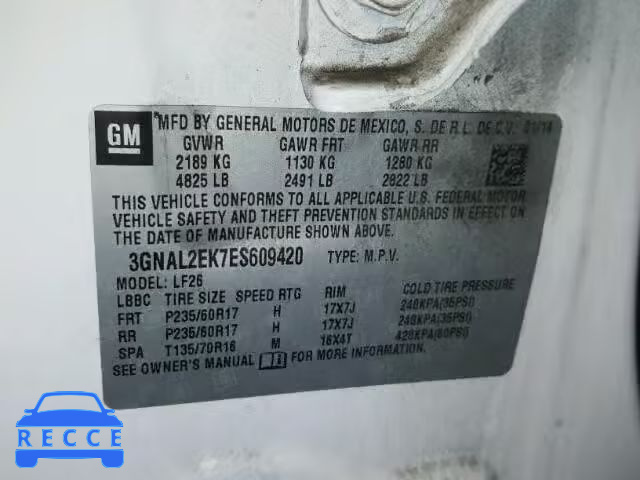 GM
MFD BY GENERAL MOTORS DE MEXICO, S. DE R.L. DE C.V. 01/14
GVWR GAWR FRT GAWR RR
2189 KG 1130 KG 1280 KG
4825 LB 2491 LB 2822 LB
THIS VEHICLE CONFORMS TO ALL APPLICABLE U.S. FEDERAL MOTOR
VEHICLE SAFETY AND THEFT PREVENTION STANDARDS IN EFFECT ON THE
DATE OF MANUFACTURE SHOWN ABOVE.
3GNAL2EK7ES609420 TYPE: M.P.V.
MODEL: LF26
LBBC TIRE SIZE SPEED RTG RIM COLD TIRE PRESSURE
FRT P235/60R17 H 17X7J 240KPA(35PSI)
RR P235/60R17 H 17X7J 240KPA(35PSI)
SPA T135/70R16 M 16X4T 420KPA(60PSI)
SEE OWNER'S MANUAL FOR MORE INFORMATION.
RECCE